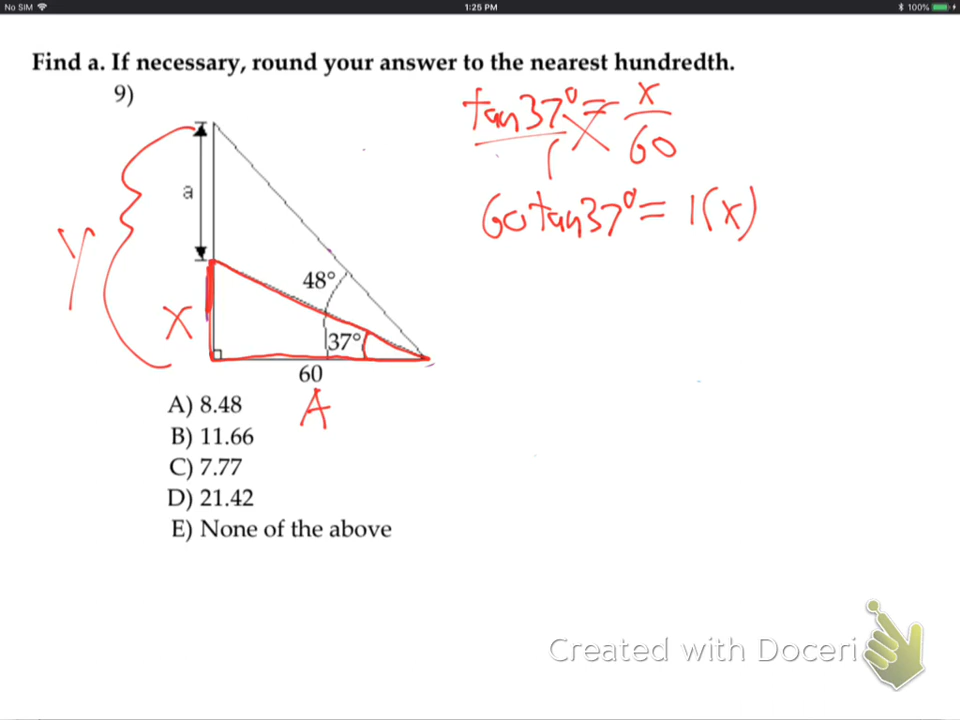 No SIM 1:25 PM 100%
Find a. If necessary, round your answer to the nearest hundredth.
9)
tan37° = x
1 60
60tan37° = 1(x)
a
Y
48°
X
37°
60
A
A) 8.48
B) 11.66
C) 7.77
D) 21.42
E) None of the above
Created with Doceri